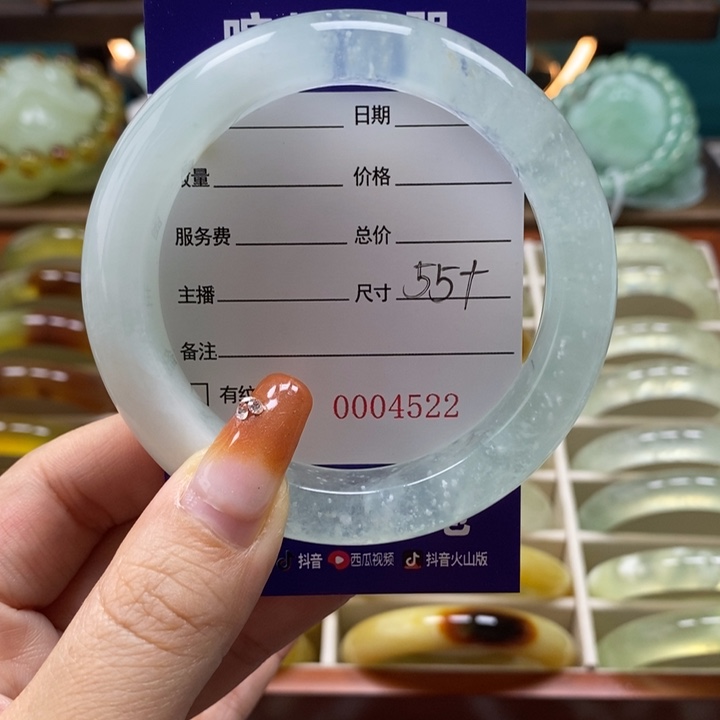 日期
量 价格
服务费 总价
主播 尺寸 55+
备注
有纹
0004522
抖音 西瓜视频 抖音火山版